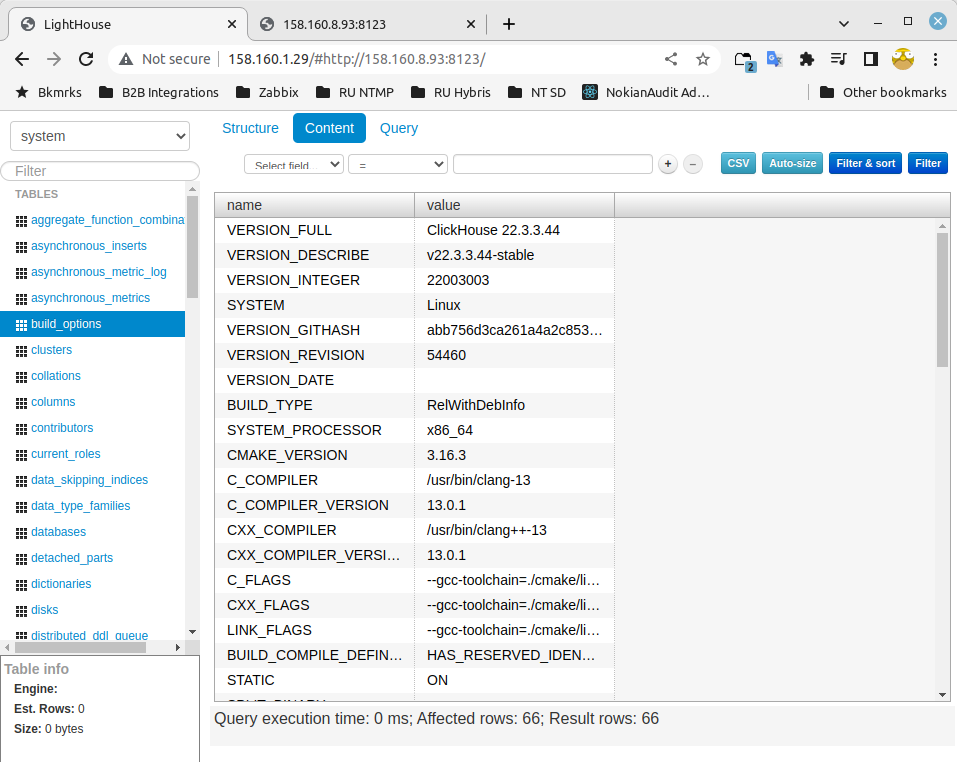 LightHouse
158.160.8.93:8123
Not secure
158.160.1.29/#http://158.160.8.93:8123/
2
Bkmrks
B2B Integrations
Zabbix
RU NTMP
RU Hybris
NT SD
NokianAudit Ad…
Other bookmarks
system
Structure
Content
Query
Filter
Select field...
=
+
−
CSV
Auto-size
Filter & sort
Filter
TABLES
aggregate_function_combina
asynchronous_inserts
asynchronous_metric_log
asynchronous_metrics
build_options
clusters
collations
columns
contributors
current_roles
data_skipping_indices
data_type_families
databases
detached_parts
dictionaries
disks
distributed_ddl_queue
name value
VERSION_FULL ClickHouse 22.3.3.44
VERSION_DESCRIBE v22.3.3.44-stable
VERSION_INTEGER 22003003
SYSTEM Linux
VERSION_GITHASH abb756d3ca261a4a2c853…
VERSION_REVISION 54460
VERSION_DATE
BUILD_TYPE RelWithDebInfo
SYSTEM_PROCESSOR x86_64
CMAKE_VERSION 3.16.3
C_COMPILER /usr/bin/clang-13
C_COMPILER_VERSION 13.0.1
CXX_COMPILER /usr/bin/clang++-13
CXX_COMPILER_VERSI… 13.0.1
C_FLAGS --gcc-toolchain=./cmake/li…
CXX_FLAGS --gcc-toolchain=./cmake/li…
LINK_FLAGS --gcc-toolchain=./cmake/li…
BUILD_COMPILE_DEFIN… HAS_RESERVED_IDEN…
STATIC ON
Table info
Engine:
Est. Rows: 0
Size: 0 bytes
Query execution time: 0 ms; Affected rows: 66; Result rows: 66